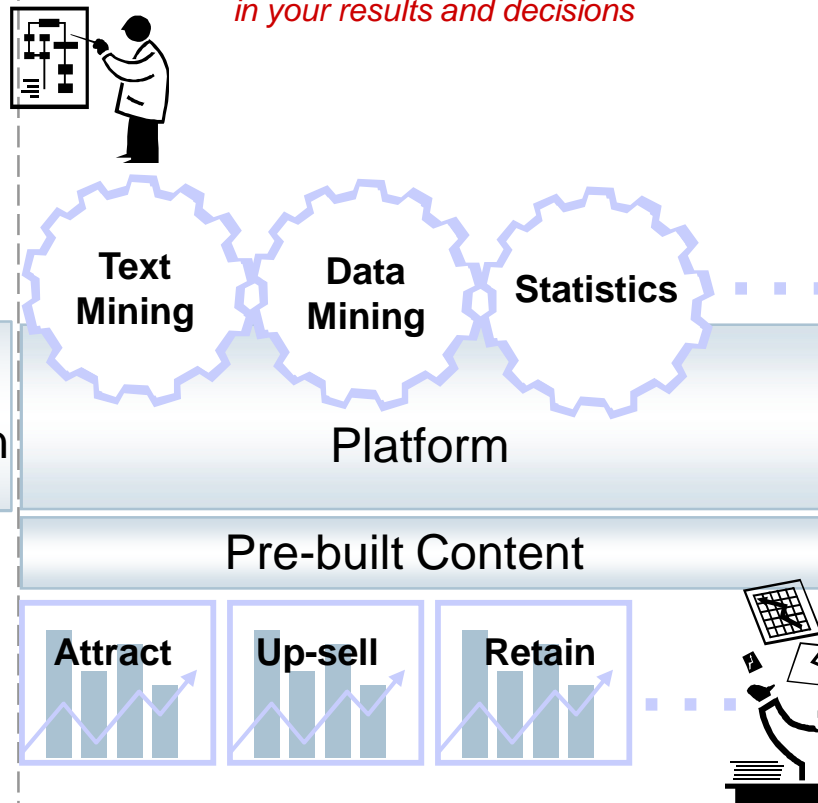 in your results and decisions
Text
Mining
Data
Mining
Statistics
Platform
Pre-built Content
Attract
Up-sell
Retain